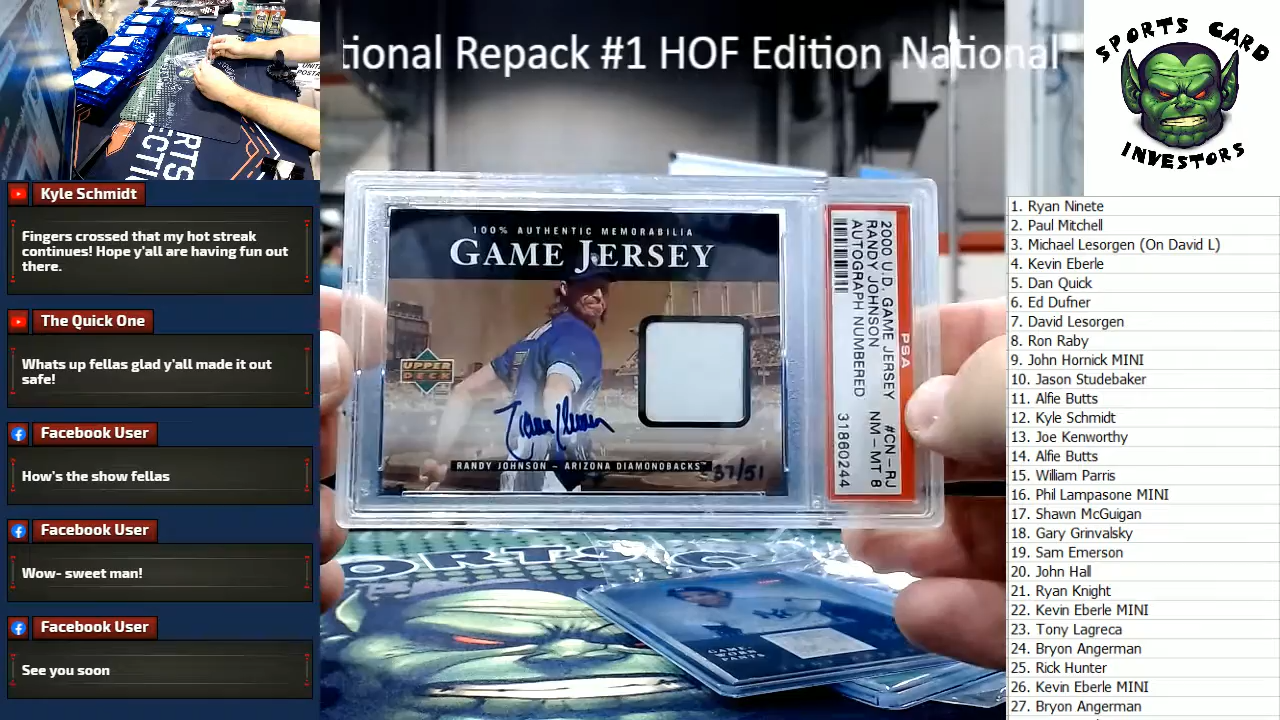 tional Repack #1 HOF Edition National
SPORTS CARD
INVESTORS
Kyle Schmidt
Fingers crossed that my hot streak
continues! Hope y'all are having fun out
there.
The Quick One
Whats up fellas glad y'all made it out
safe!
Facebook User
How's the show fellas
Facebook User
Wow- sweet man!
Facebook User
See you soon
100% AUTHENTIC MEMORABILIA
GAME JERSEY
UPPER
DECK
RANDY JOHNSON – ARIZONA DIAMONDBACKS™
37/51
PSA
2000 U.D. GAME JERSEY #CN-RJ
RANDY JOHNSON NM-MT 8
AUTOGRAPH NUMBERED 31860244
GAME-
WORN
PANTS
SPORTS C
1. Ryan Ninete
2. Paul Mitchell
3. Michael Lesorgen (On David L)
4. Kevin Eberle
5. Dan Quick
6. Ed Dufner
7. David Lesorgen
8. Ron Raby
9. John Hornick MINI
10. Jason Studebaker
11. Alfie Butts
12. Kyle Schmidt
13. Joe Kenworthy
14. Alfie Butts
15. William Parris
16. Phil Lampasone MINI
17. Shawn McGuigan
18. Gary Grinvalsky
19. Sam Emerson
20. John Hall
21. Ryan Knight
22. Kevin Eberle MINI
23. Tony Lagreca
24. Bryon Angerman
25. Rick Hunter
26. Kevin Eberle MINI
27. Bryon Angerman